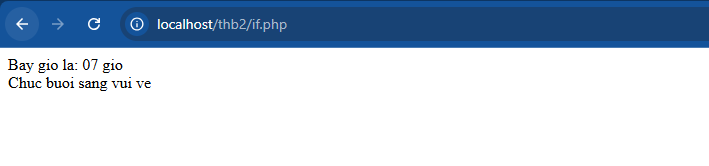 localhost/thb2/if.php
Bay gio la: 07 gio
Chuc buoi sang vui ve